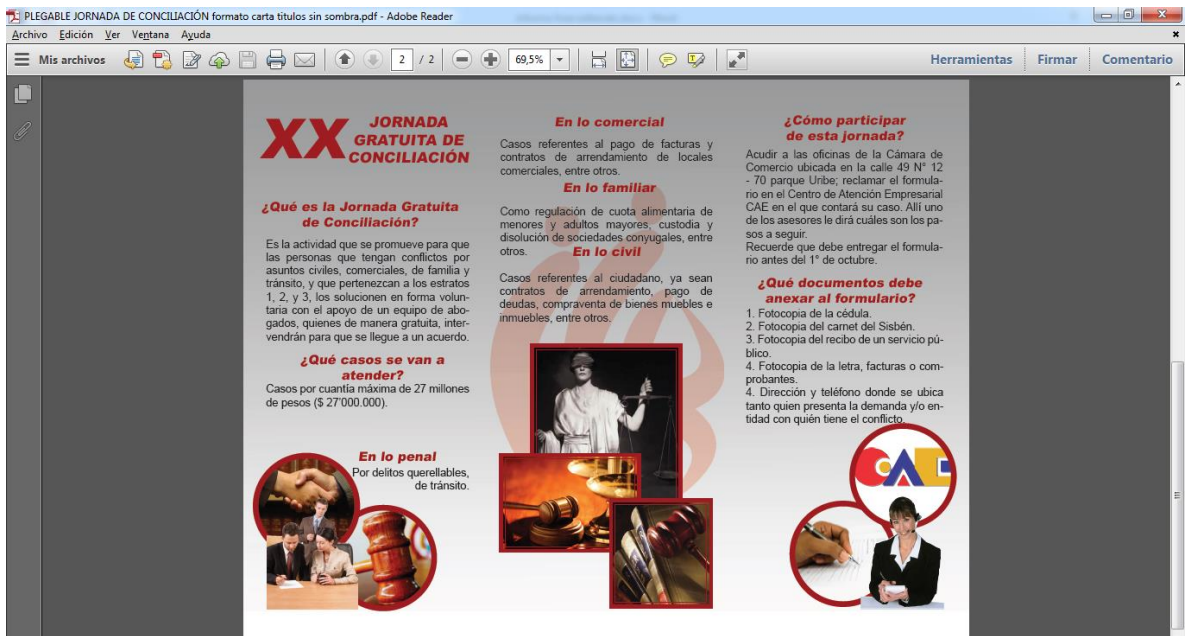 PLEGABLE JORNADA DE CONCILIACIÓN formato carta titulos sin sombra.pdf - Adobe Reader
Archivo Edición Ver Ventana Ayuda
Mis archivos
2 / 2
69,5%
Herramientas Firmar Comentario
XX JORNADA
GRATUITA DE
CONCILIACIÓN
¿Qué es la Jornada Gratuita
de Conciliación?
Es la actividad que se promueve para que
las personas que tengan conflictos por
asuntos civiles, comerciales, de familia y
tránsito, y que pertenezcan a los estratos
1, 2, y 3, los solucionen en forma volun-
taria con el apoyo de un equipo de abo-
gados, quienes de manera gratuita, inter-
vendrán para que se llegue a un acuerdo.
¿Qué casos se van a
atender?
Casos por cuantía máxima de 27 millones
de pesos ($ 27'000.000).
En lo penal
Por delitos querellables,
de tránsito.
En lo comercial
Casos referentes al pago de facturas y
contratos de arrendamiento de locales
comerciales, entre otros.
En lo familiar
Como regulación de cuota alimentaria de
menores y adultos mayores, custodia y
disolución de sociedades conyugales, entre
otros.
En lo civil
Casos referentes al ciudadano, ya sean
contratos de arrendamiento, pago de
deudas, compraventa de bienes muebles e
inmuebles, entre otros.
¿Cómo participar
de esta jornada?
Acudir a las oficinas de la Cámara de
Comercio ubicada en la calle 49 N° 12
- 70 parque Uribe; reclamar el formula-
rio en el Centro de Atención Empresarial
CAE en el que contará su caso. Allí uno
de los asesores le dirá cuáles son los pa-
sos a seguir.
Recuerde que debe entregar el formula-
rio antes del 1° de octubre.
¿Qué documentos debe
anexar al formulario?
1. Fotocopia de la cédula.
2. Fotocopia del carnet del Sisbén.
3. Fotocopia del recibo de un servicio pú-
blico.
4. Fotocopia de la letra, facturas o com-
probantes.
4. Dirección y teléfono donde se ubica
tanto quien presenta la demanda y/o en-
tidad con quién tiene el conflicto.
CAE